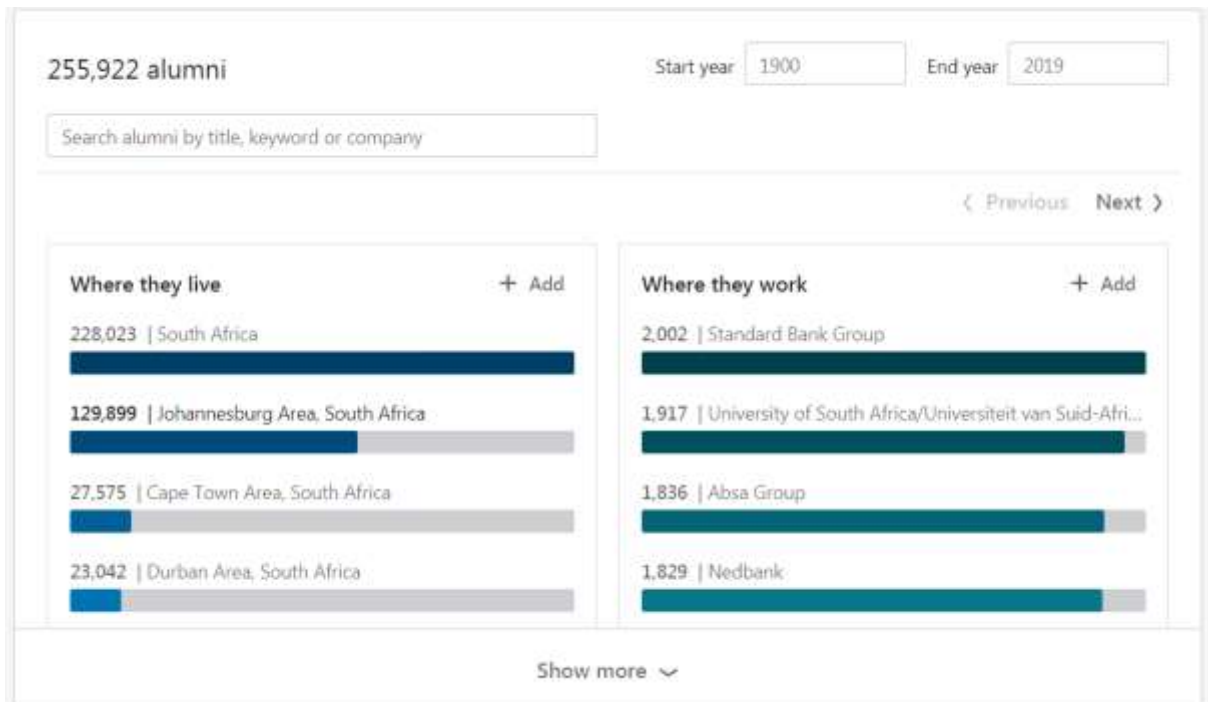 255,922 alumni
Start year 1900 End year 2019
Search alumni by title, keyword or company
Previous Next
Where they live + Add
228,023 | South Africa
129,899 | Johannesburg Area, South Africa
27,575 | Cape Town Area, South Africa
23,042 | Durban Area, South Africa
Where they work + Add
2,002 | Standard Bank Group
1,917 | University of South Africa/Universiteit van Suid-Afri...
1,836 | Absa Group
1,829 | Nedbank
Show more